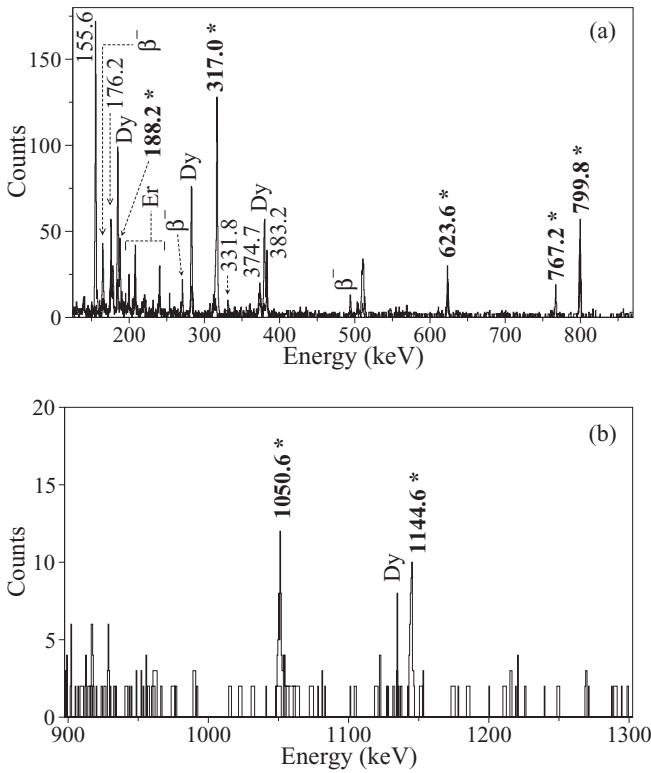 (a)
155.6
β⁻
176.2
Dy
188.2 *
Er
β⁻
Dy
317.0 *
331.8
374.7
Dy
383.2
β⁻
623.6 *
767.2 *
799.8 *
150
100
50
0
Counts
200 300 400 500 600 700 800
Energy (keV)
(b)
20
15
10
5
0
Counts
1050.6 *
Dy
1144.6 *
900 1000 1100 1200 1300
Energy (keV)